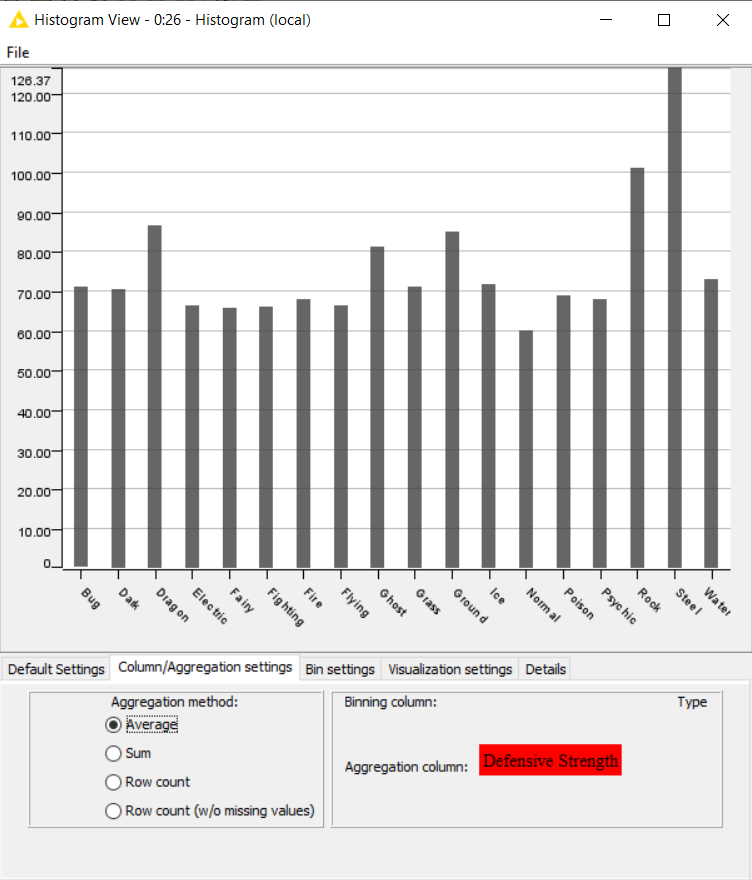 Histogram View - 0:26 - Histogram (local)
File
126.37
120.00
110.00
100.00
90.00
80.00
70.00
60.00
50.00
40.00
30.00
20.00
10.00
0
Bug Dark Dragon Electric Fairy Fighting Fire Flying Ghost Grass Ground Ice Normal Poison Psychic Rock Steel Water
Default Settings Column/Aggregation settings Bin settings Visualization settings Details
Aggregation method: Binning column: Type
Average
Sum
Aggregation column: Defensive Strength
Row count
Row count (w/o missing values)